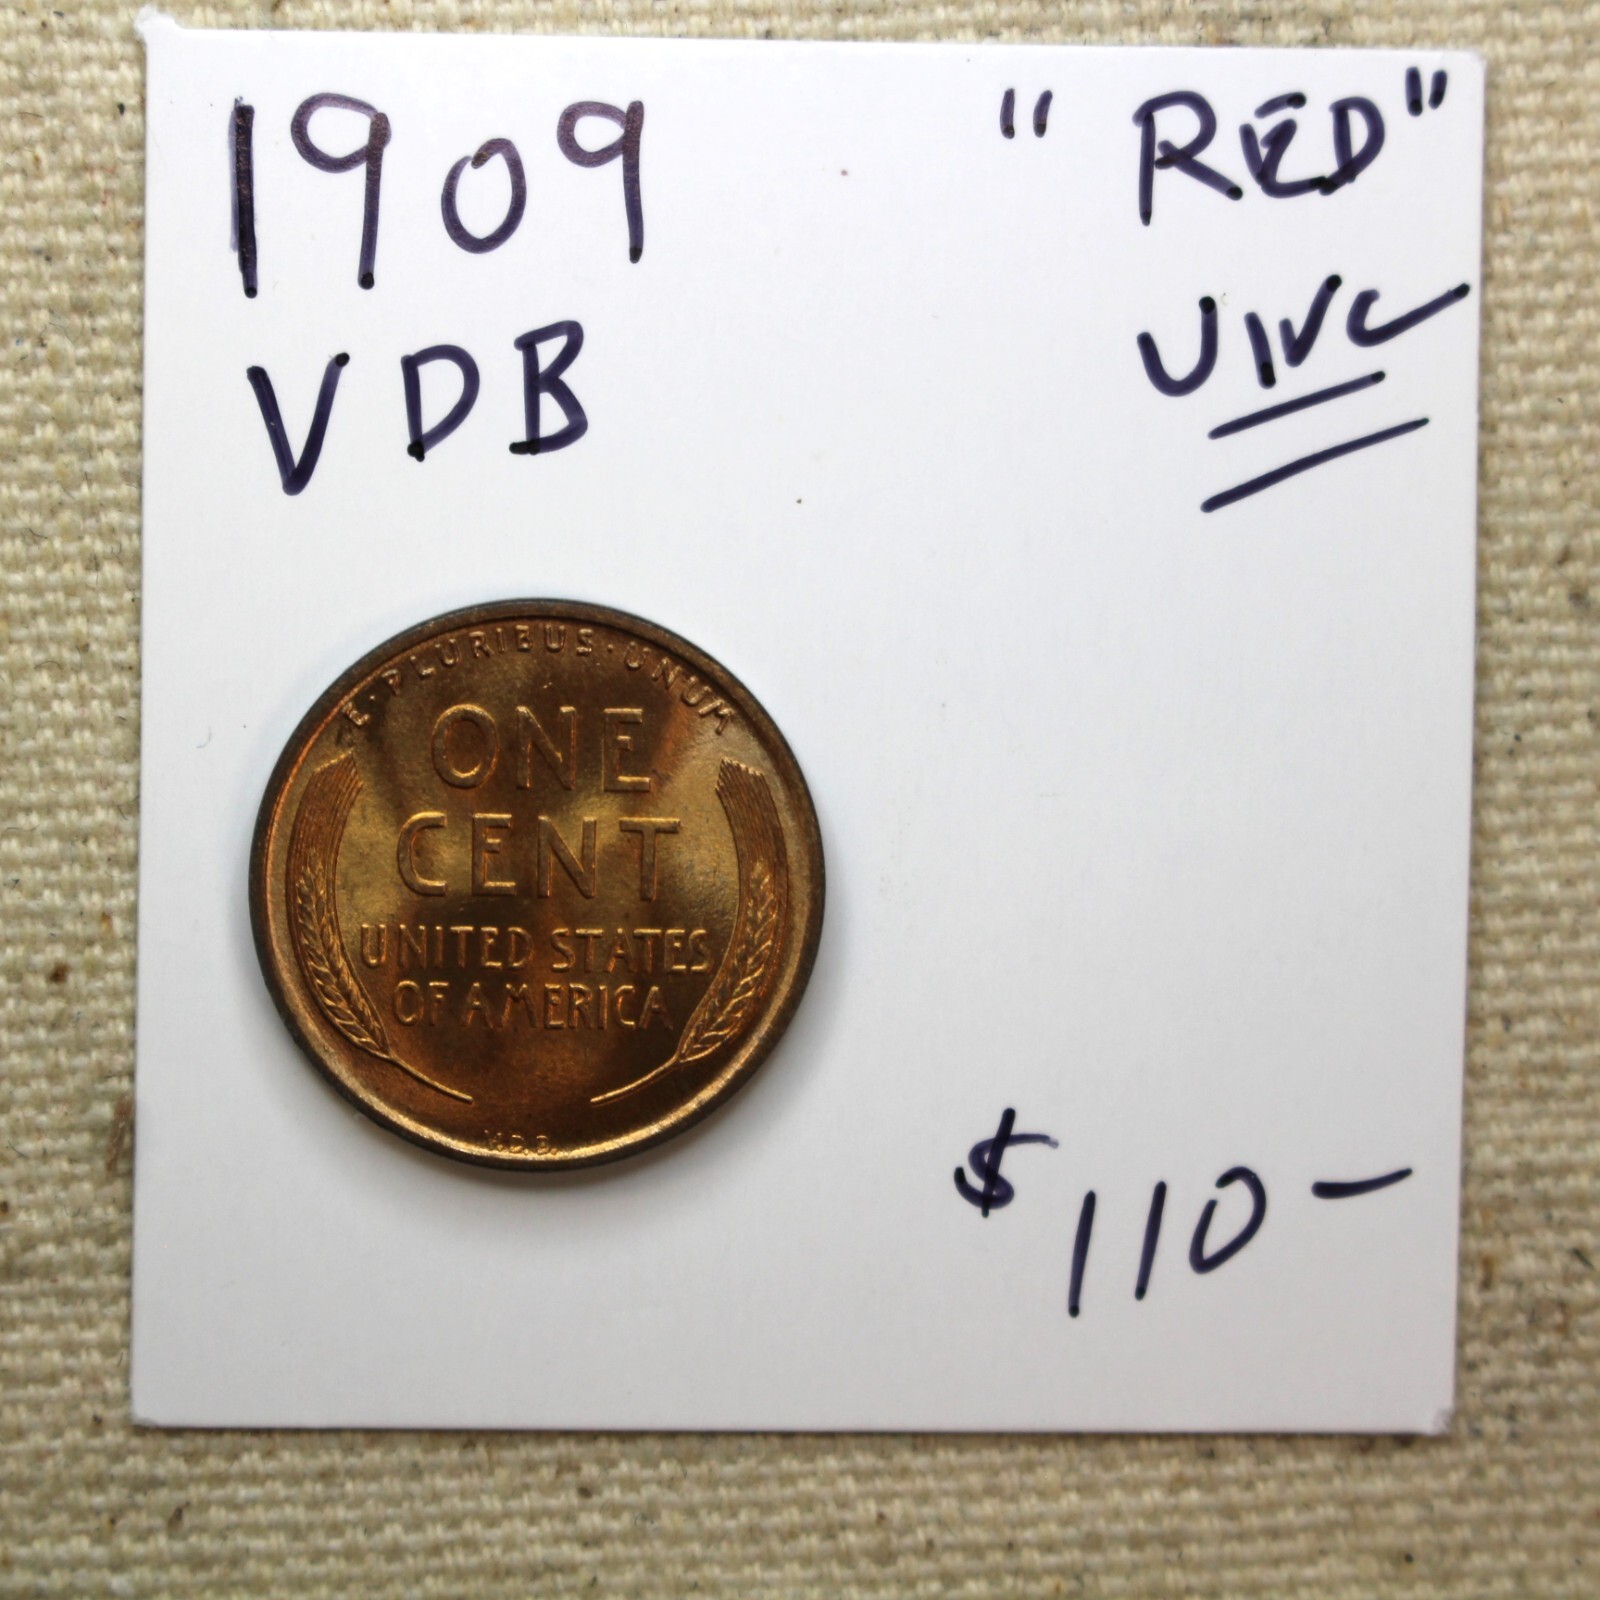 1909
"RED"
VDB
UNC
E·PLURIBUS·UNUM
ONE
CENT
UNITED STATES
OF AMERICA
V.D.B.
$110-